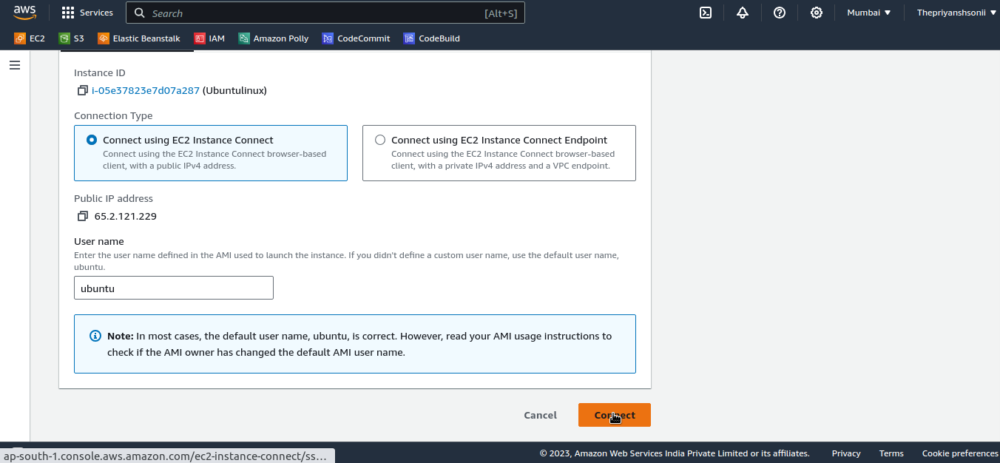 aws
Services
Search [Alt+S]
Mumbai ▼
Thepriyanshsonii ▼
EC2
S3
Elastic Beanstalk
IAM
Amazon Polly
CodeCommit
CodeBuild
Instance ID
i-05e37823e7d07a287 (Ubuntulinux)
Connection Type
Connect using EC2 Instance Connect
Connect using the EC2 Instance Connect browser-based
client, with a public IPv4 address.
Connect using EC2 Instance Connect Endpoint
Connect using the EC2 Instance Connect browser-based
client, with a private IPv4 address and a VPC endpoint.
Public IP address
65.2.121.229
User name
Enter the user name defined in the AMI used to launch the instance. If you didn't define a custom user name, use the default user name,
ubuntu.
ubuntu
Note: In most cases, the default user name, ubuntu, is correct. However, read your AMI usage instructions to
check if the AMI owner has changed the default AMI user name.
Cancel
Connect
ap-south-1.console.aws.amazon.com/ec2-instance-connect/ss...
© 2023, Amazon Web Services India Private Limited or its affiliates.
Privacy
Terms
Cookie preferences